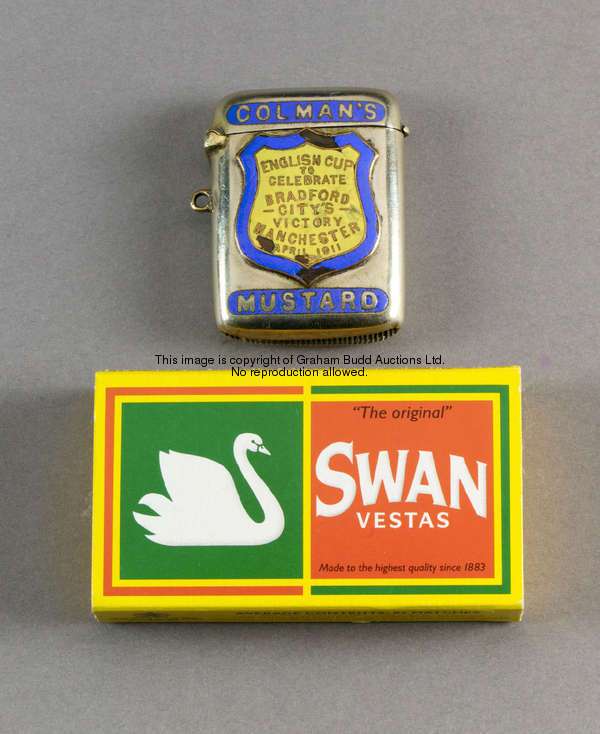 COLMAN'S
ENGLISH CUP
TO
CELEBRATE
BRADFORD
CITY'S
VICTORY
MANCHESTER
APRIL 1911
MUSTARD
This image is copyright of Graham Budd Auctions Ltd.
No reproduction allowed.
"The original"
SWAN
VESTAS
Made to the highest quality since 1883